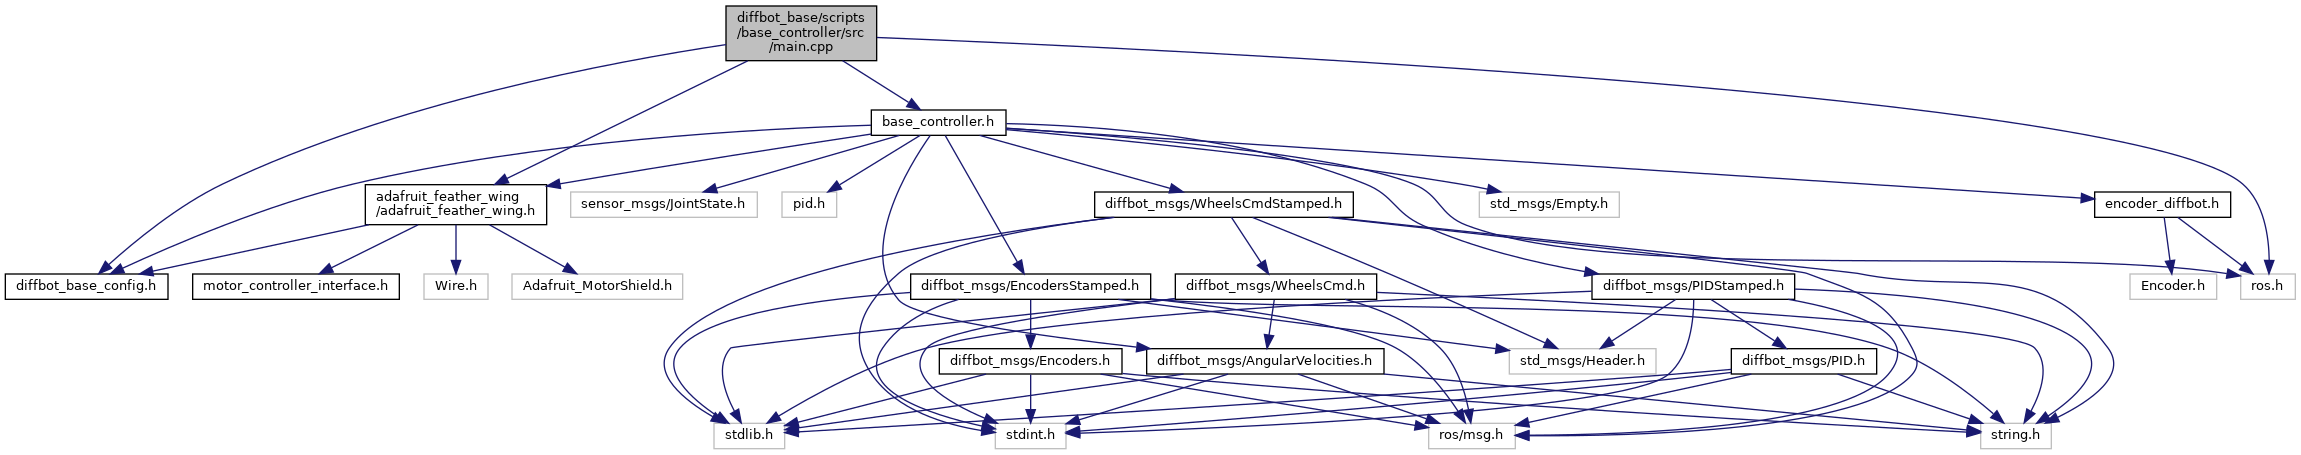 diffbot_base/scripts
/base_controller/src
/main.cpp
base_controller.h
adafruit_feather_wing
/adafruit_feather_wing.h
sensor_msgs/JointState.h
pid.h
diffbot_msgs/WheelsCmdStamped.h
std_msgs/Empty.h
encoder_diffbot.h
diffbot_base_config.h
motor_controller_interface.h
Wire.h
Adafruit_MotorShield.h
diffbot_msgs/EncodersStamped.h
diffbot_msgs/WheelsCmd.h
diffbot_msgs/PIDStamped.h
Encoder.h
ros.h
diffbot_msgs/Encoders.h
diffbot_msgs/AngularVelocities.h
std_msgs/Header.h
diffbot_msgs/PID.h
stdlib.h
stdint.h
ros/msg.h
string.h